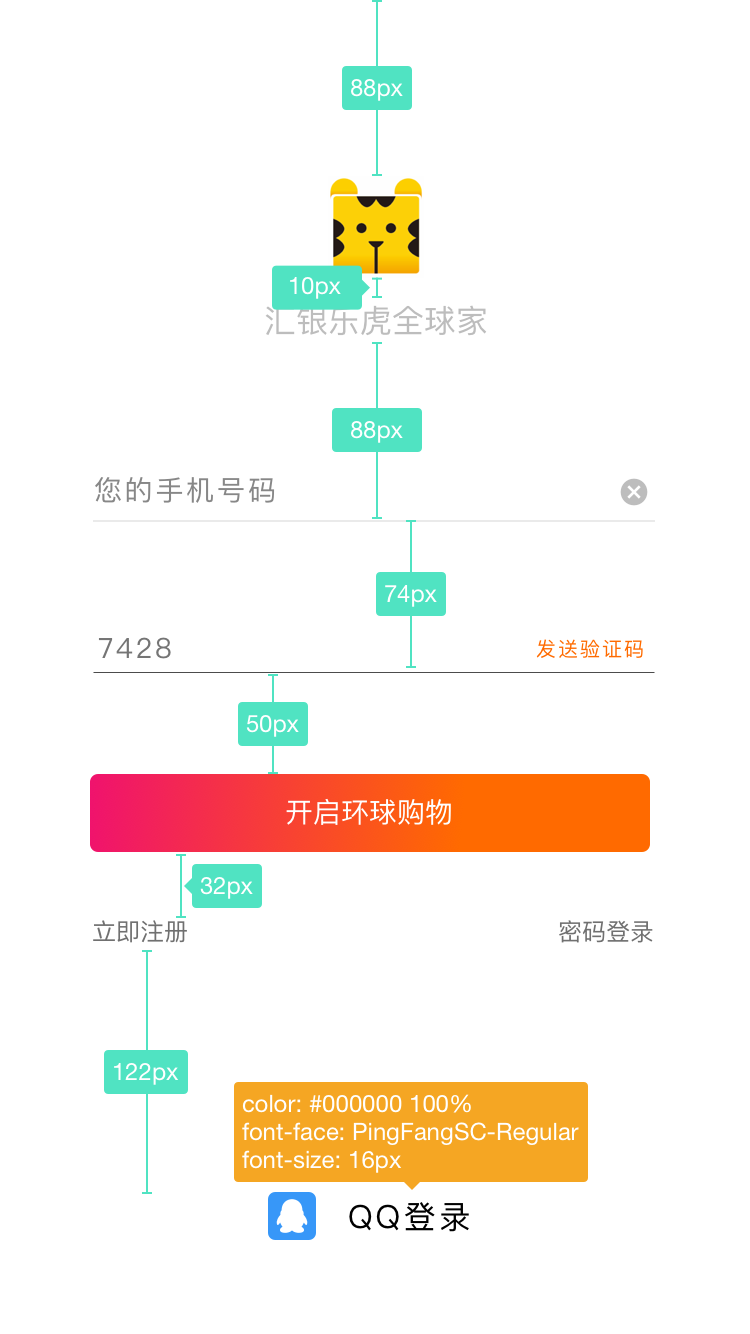 88px
10px
汇银乐虎全球家
88px
您的手机号码
74px
7428
发送验证码
50px
开启环球购物
32px
立即注册
密码登录
122px
color: #000000 100%
font-face: PingFangSC-Regular
font-size: 16px
QQ登录